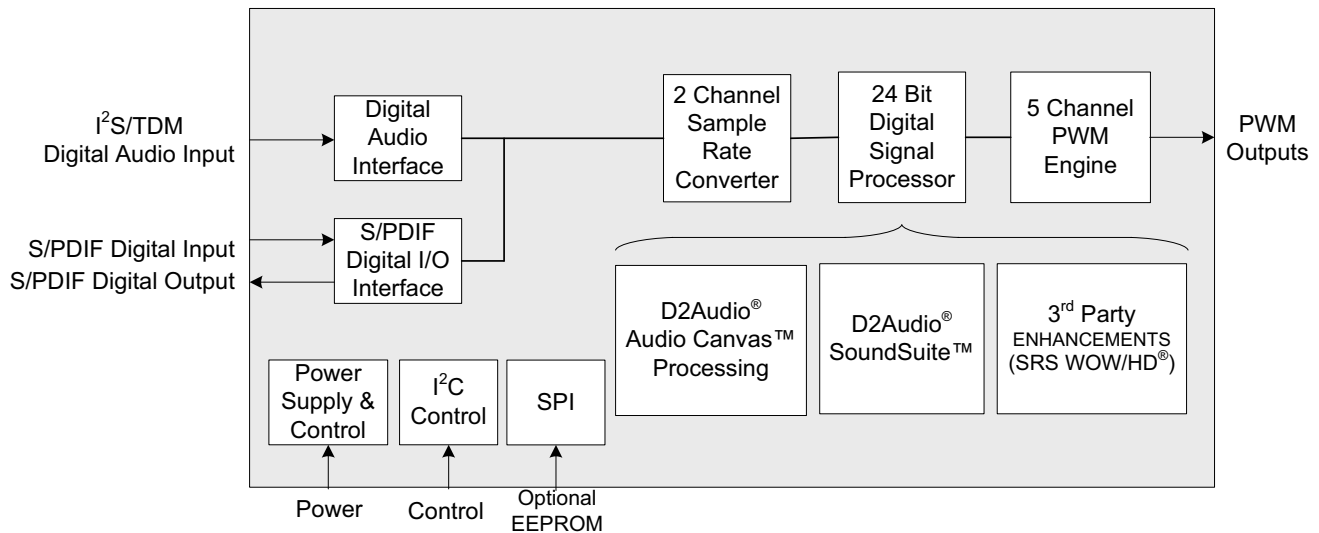 I²S/TDM
Digital Audio Input
Digital
Audio
Interface
2 Channel
Sample
Rate
Converter
24 Bit
Digital
Signal
Processor
5 Channel
PWM
Engine
PWM
Outputs
S/PDIF Digital Input
S/PDIF Digital Output
S/PDIF
Digital I/O
Interface
D2Audio®
Audio Canvas™
Processing
D2Audio®
SoundSuite™
3rd Party
ENHANCEMENTS
(SRS WOW/HD®)
Power
Supply &
Control
I²C
Control
SPI
Power
Control
Optional
EEPROM